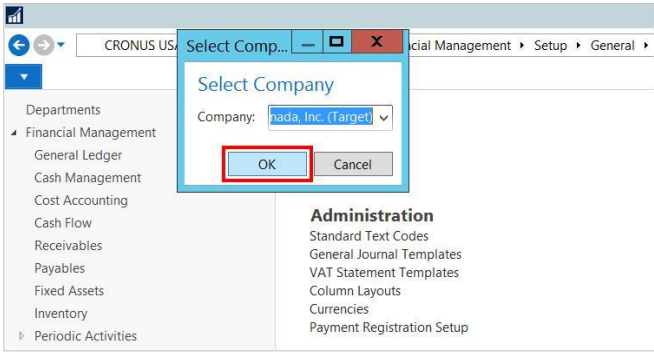 CRONUS USA
Select Comp...
cial Management ▸ Setup ▸ General ▸
Select Company
Company: nada, Inc. (Target)
OK Cancel
Departments
Financial Management
General Ledger
Cash Management
Cost Accounting
Cash Flow
Receivables
Payables
Fixed Assets
Inventory
Periodic Activities
Administration
Standard Text Codes
General Journal Templates
VAT Statement Templates
Column Layouts
Currencies
Payment Registration Setup